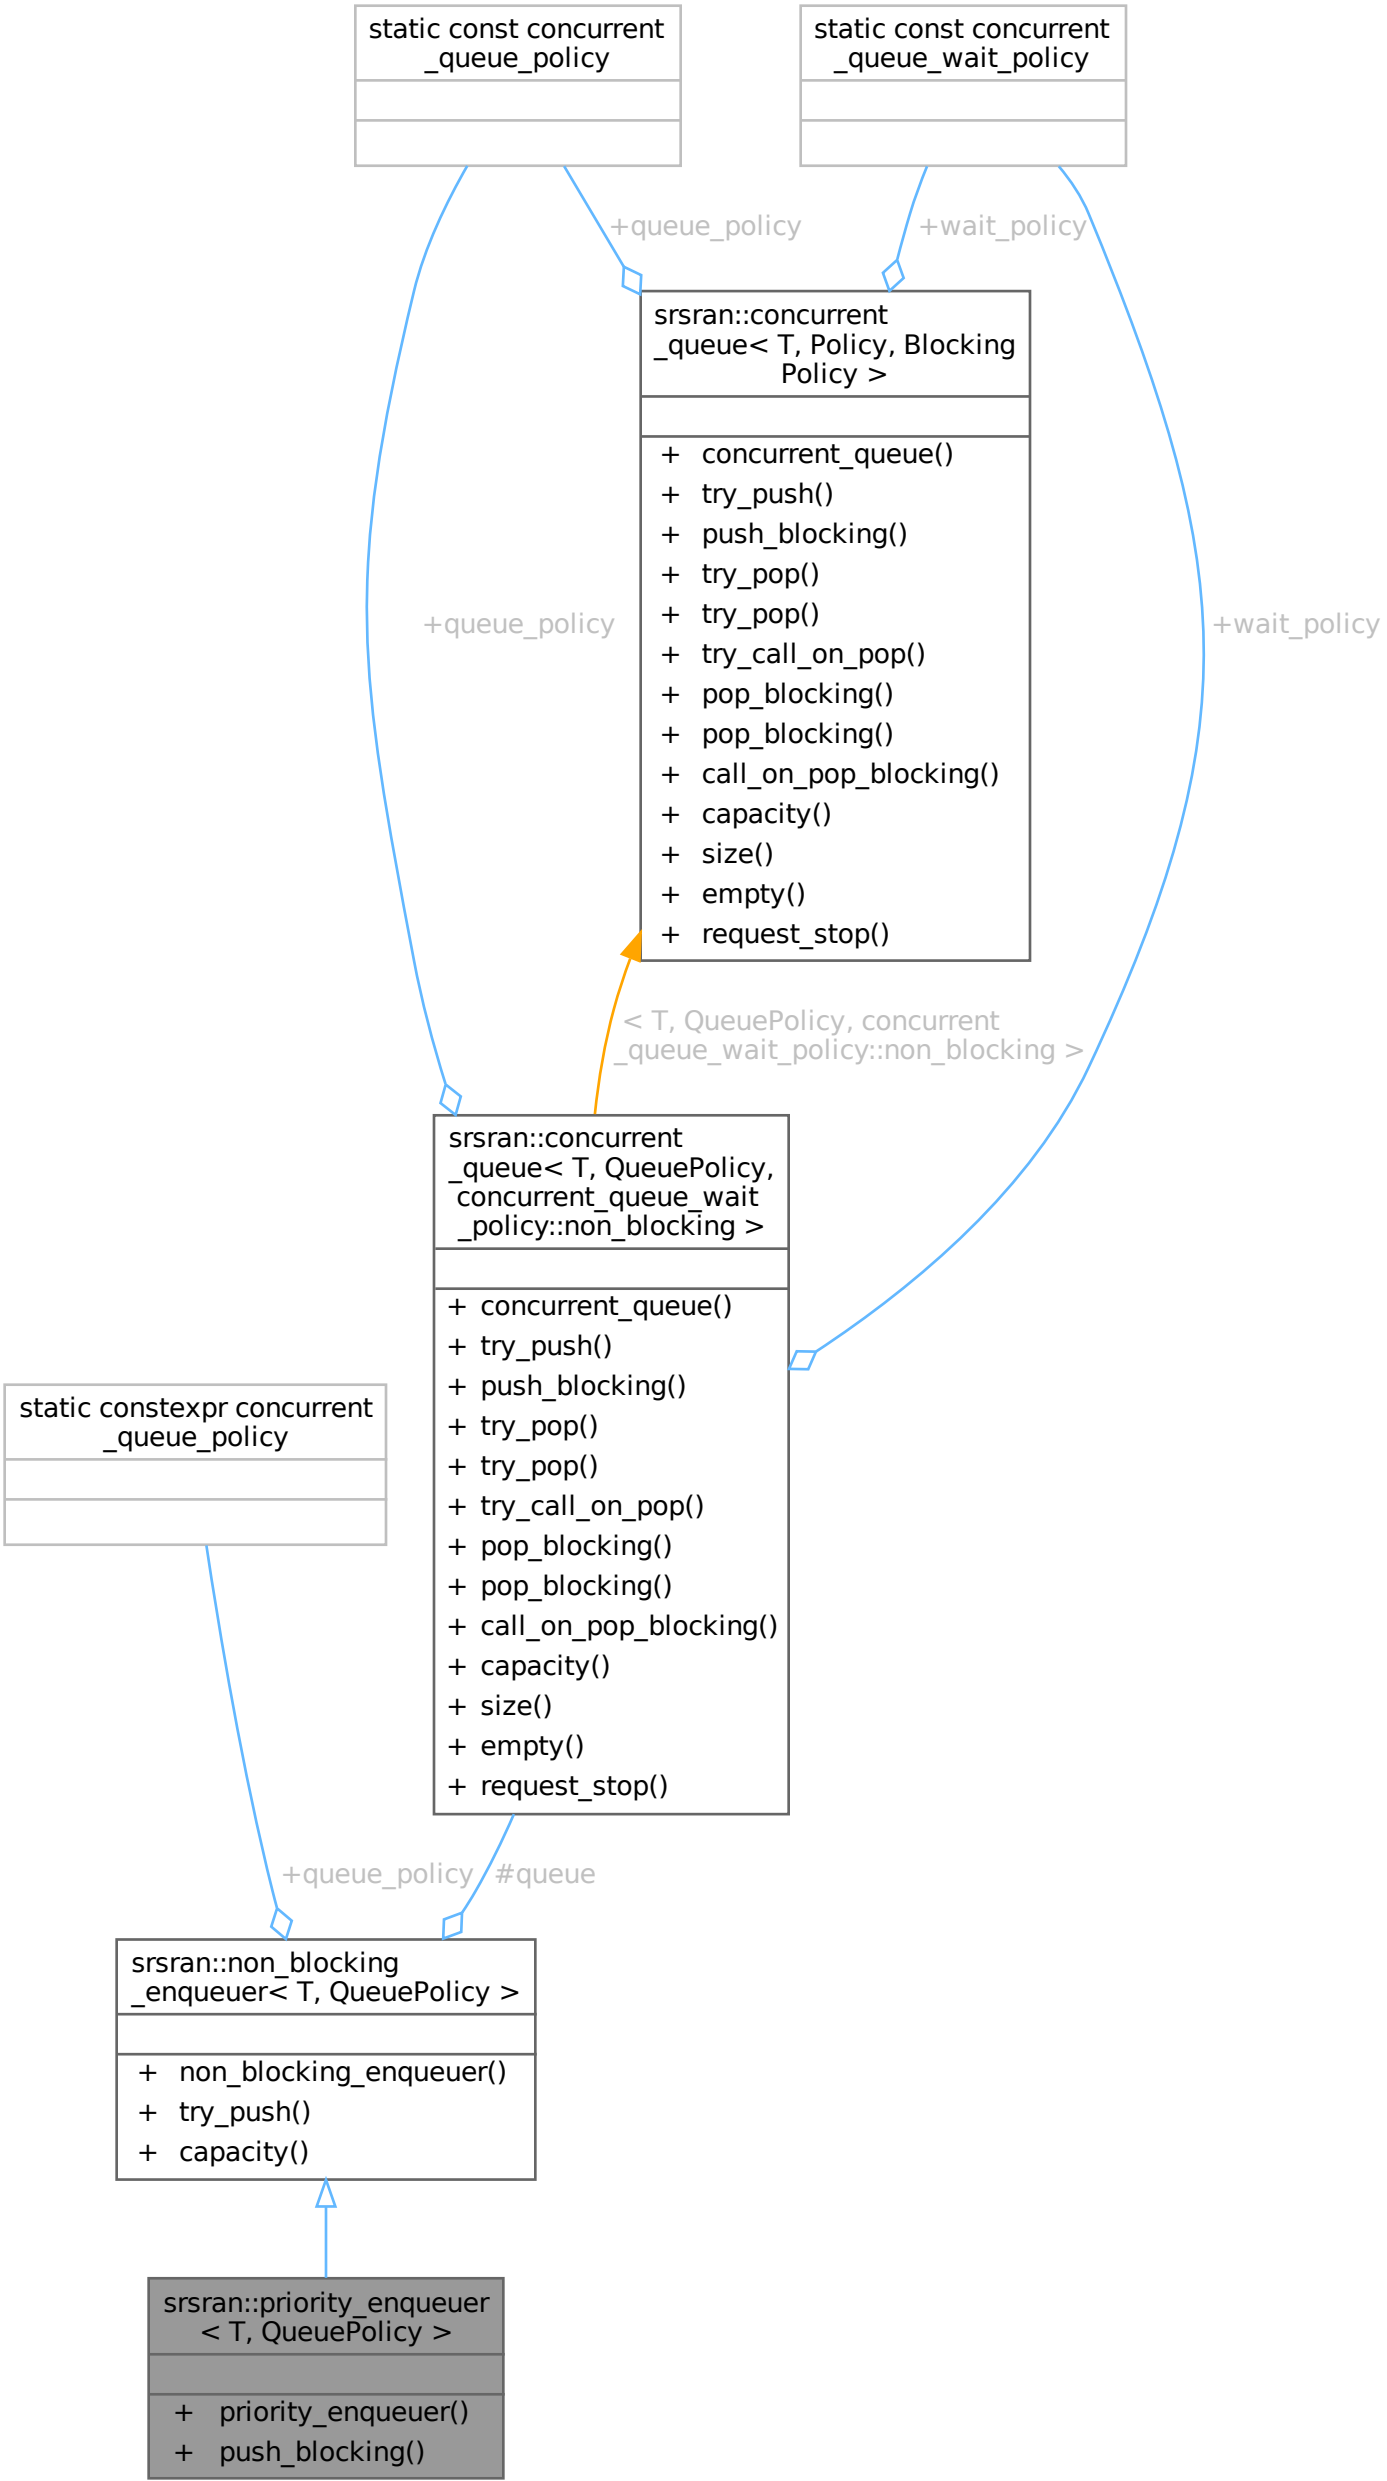 static const concurrent
_queue_policy
static const concurrent
_queue_wait_policy
+queue_policy
+wait_policy
srsran::concurrent
_queue< T, Policy, Blocking
Policy >
+ concurrent_queue()
+ try_push()
+ push_blocking()
+ try_pop()
+ try_pop()
+ try_call_on_pop()
+ pop_blocking()
+ pop_blocking()
+ call_on_pop_blocking()
+ capacity()
+ size()
+ empty()
+ request_stop()
+queue_policy
+wait_policy
< T, QueuePolicy, concurrent
_queue_wait_policy::non_blocking >
srsran::concurrent
_queue< T, QueuePolicy,
concurrent_queue_wait
_policy::non_blocking >
+ concurrent_queue()
+ try_push()
+ push_blocking()
+ try_pop()
+ try_pop()
+ try_call_on_pop()
+ pop_blocking()
+ pop_blocking()
+ call_on_pop_blocking()
+ capacity()
+ size()
+ empty()
+ request_stop()
static constexpr concurrent
_queue_policy
+queue_policy
#queue
srsran::non_blocking
_enqueuer< T, QueuePolicy >
+ non_blocking_enqueuer()
+ try_push()
+ capacity()
srsran::priority_enqueuer
< T, QueuePolicy >
+ priority_enqueuer()
+ push_blocking()